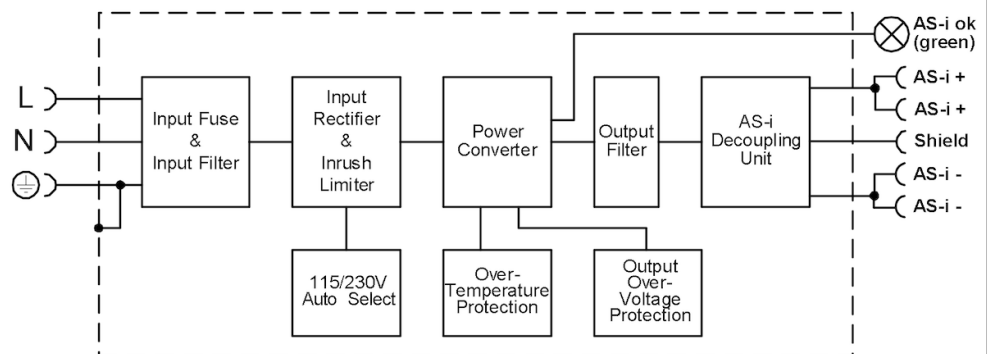 AS-i ok
(green)
L
N
Input Fuse
&
Input Filter
Input
Rectifier
&
Inrush
Limiter
Power
Converter
Output
Filter
AS-i
Decoupling
Unit
AS-i +
AS-i +
Shield
AS-i -
AS-i -
115/230V
Auto Select
Over-
Temperature
Protection
Output
Over-
Voltage
Protection